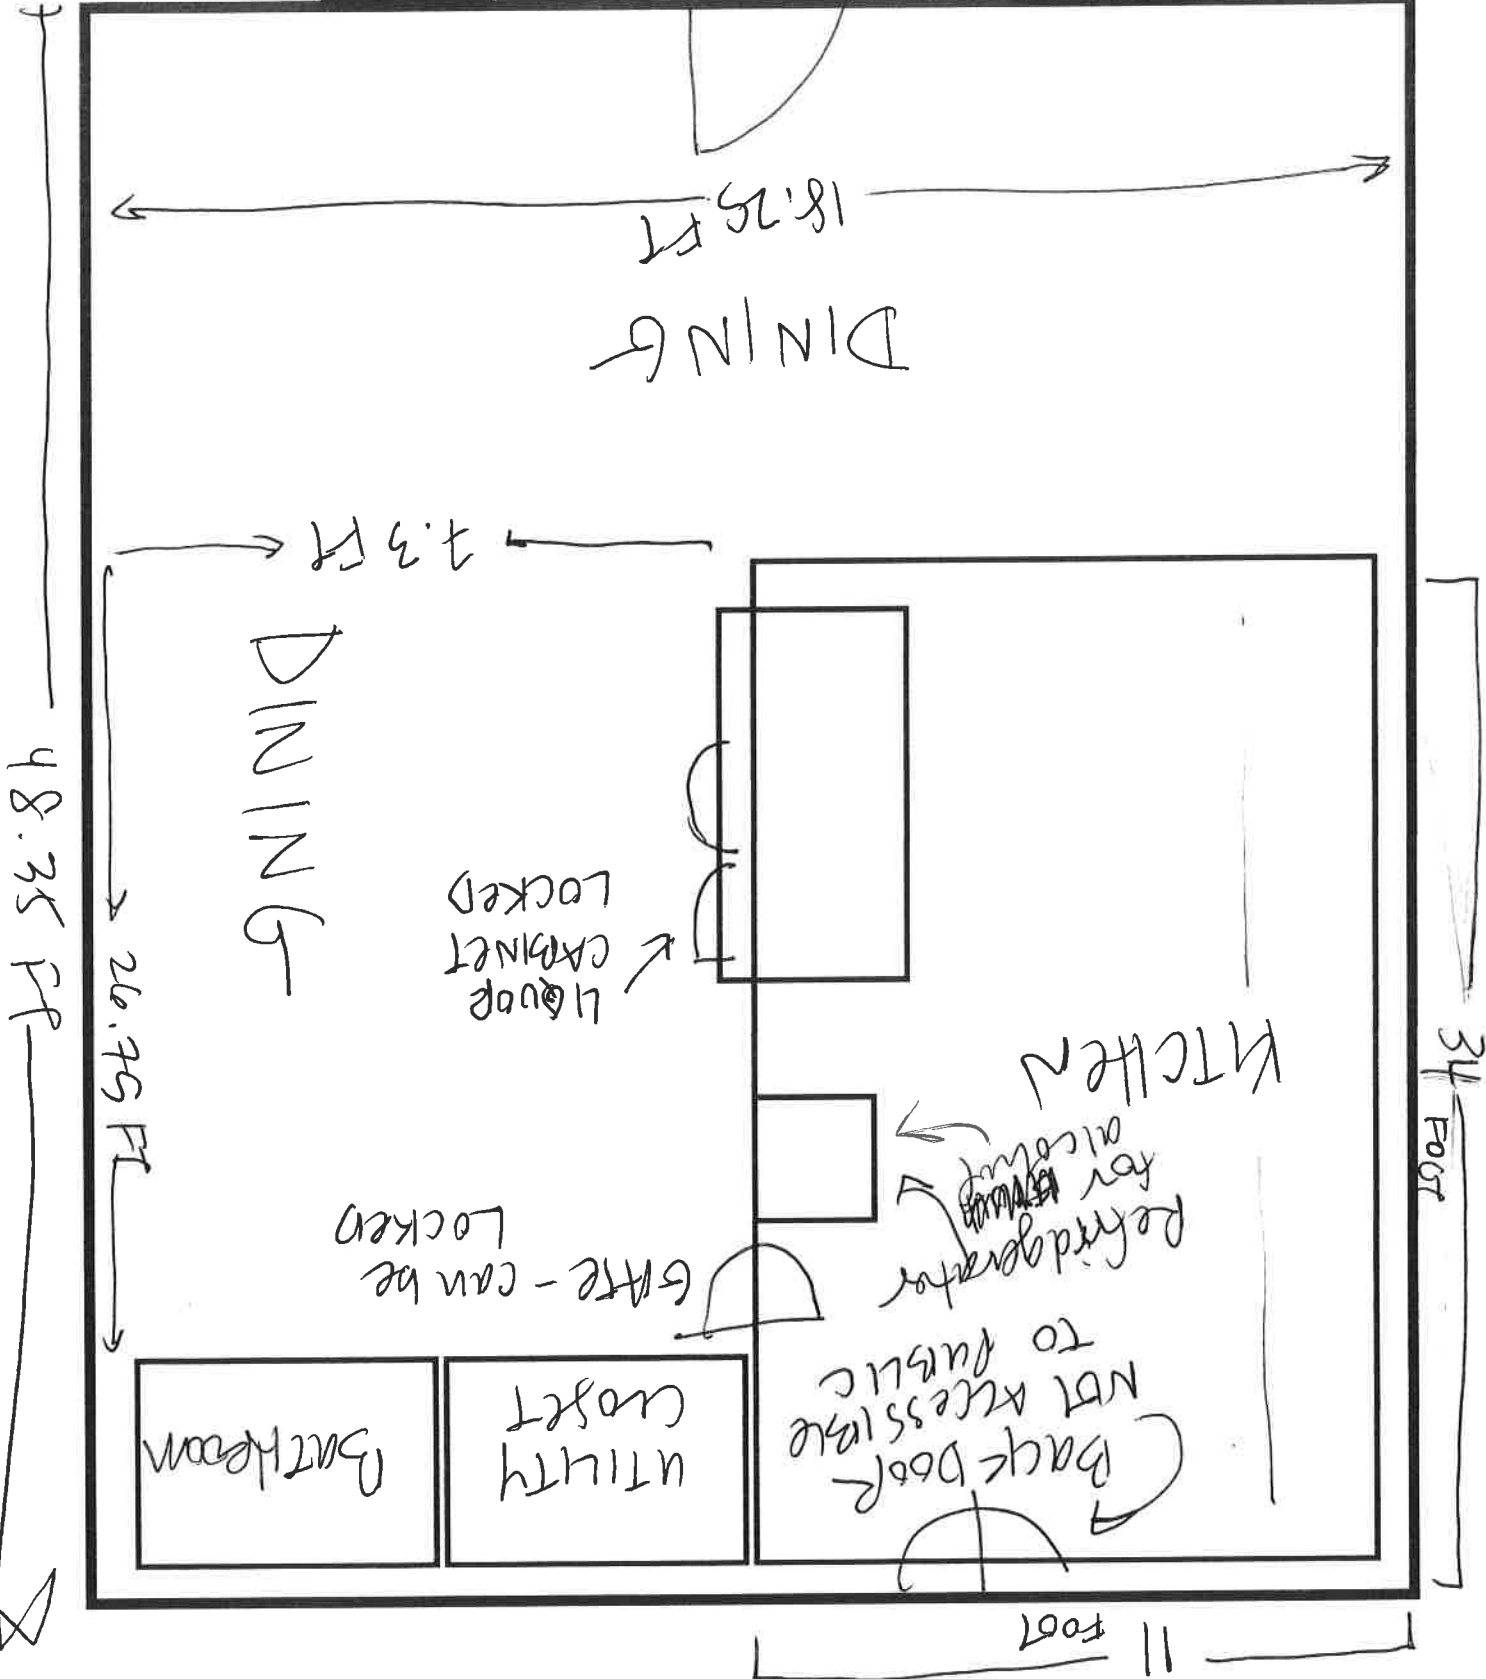 11 FOOT
BACK DOOR
NOT ACCESSIBLE
TO PUBLIC
UTILITY
CLOSET
BATHROOM
GATE - can be
LOCKED
Refridgerator
for
alcohol
KITCHEN
34 FOOT
26.75 FT
LIQUOR
CABINET
LOCKED
DINING
48.35 Ft
7.3 Ft
DINING
18.25 FT